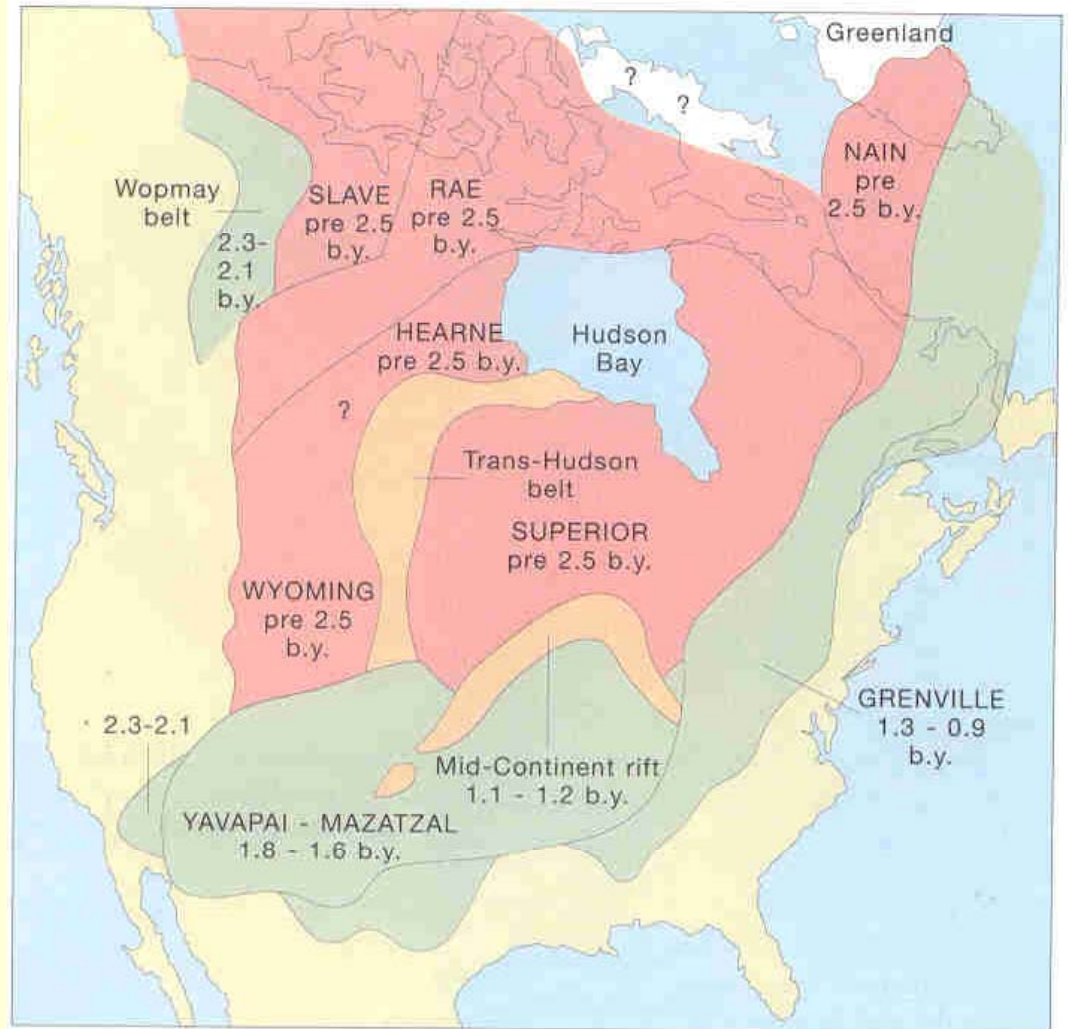 Greenland
?
?
NAIN
pre
2.5 b.y.
Wopmay
belt
SLAVE
pre 2.5
b.y.
RAE
pre 2.5
b.y.
2.3-
2.1
b.y.
HEARNE
pre 2.5 b.y.
Hudson
Bay
?
Trans-Hudson
belt
SUPERIOR
pre 2.5 b.y.
WYOMING
pre 2.5
b.y.
GRENVILLE
1.3 - 0.9
b.y.
2.3-2.1
Mid-Continent rift
1.1 - 1.2 b.y.
YAVAPAI - MAZATZAL
1.8 - 1.6 b.y.